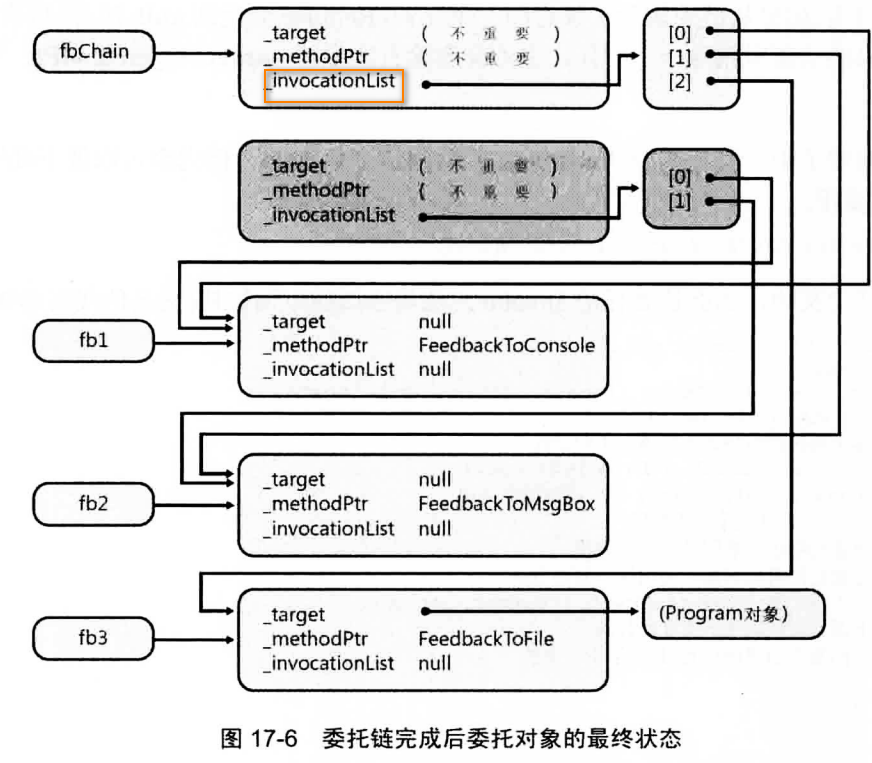 fbChain
_target ( 不 重 要 )
_methodPtr ( 不 重 要 )
_invocationList
[0]
[1]
[2]
_target ( 不 重 要 )
_methodPtr ( 不 重 要 )
_invocationList
[0]
[1]
fb1
_target null
_methodPtr FeedbackToConsole
_invocationList null
fb2
_target null
_methodPtr FeedbackToMsgBox
_invocationList null
fb3
_target
_methodPtr FeedbackToFile
_invocationList null
(Program对象)
图 17-6 委托链完成后委托对象的最终状态